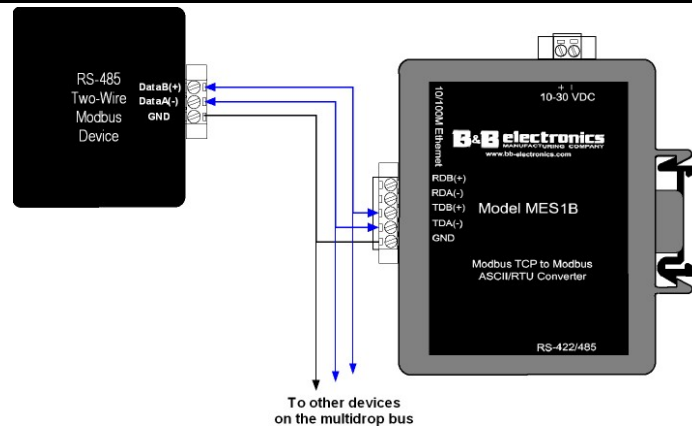 RS-485
Two-Wire
Modbus
Device
DataB(+)
DataA(-)
GND
10/100M Ethernet
+ -
10-30 VDC
B&B electronics
MANUFACTURING COMPANY
www.bb-electronics.com
RDB(+)
RDA(-)
TDB(+)
TDA(-)
GND
Model MES1B
Modbus TCP to Modbus
ASCII/RTU Converter
RS-422/485
To other devices
on the multidrop bus